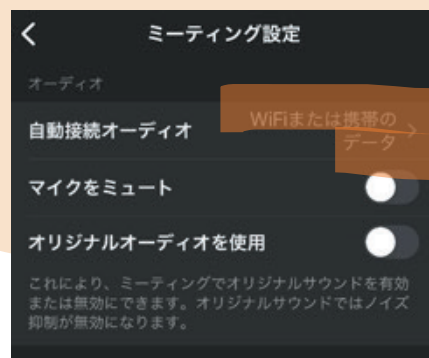 ミーティング設定
オーディオ
自動接続オーディオ
WiFiまたは携帯の
データ
マイクをミュート
オリジナルオーディオを使用
これにより、ミーティングでオリジナルサウンドを有効
または無効にできます。オリジナルサウンドではノイズ
抑制が無効になります。